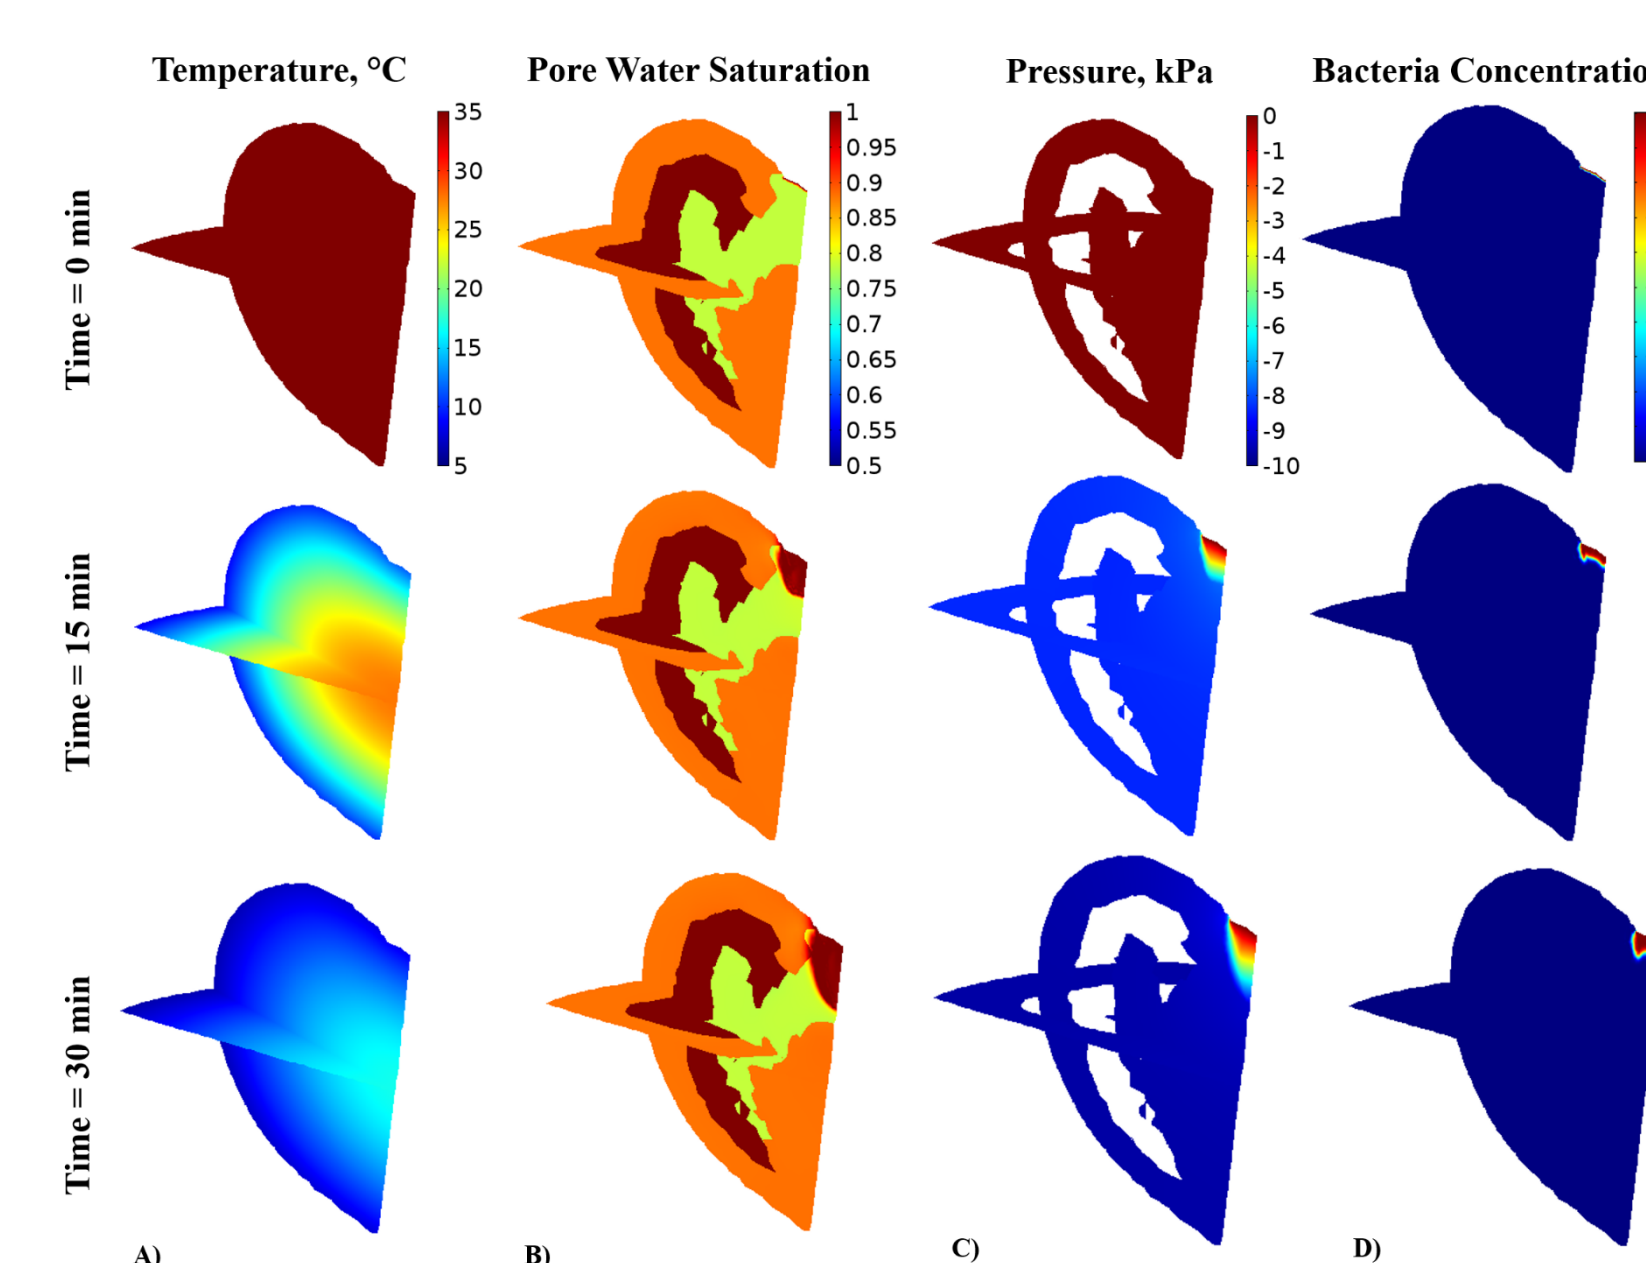 Temperature, °C
Pore Water Saturation
Pressure, kPa
Bacteria Concentratio
Time = 0 min
35
30
25
20
15
10
5
1
0.95
0.9
0.85
0.8
0.75
0.7
0.65
0.6
0.55
0.5
0
-1
-2
-3
-4
-5
-6
-7
-8
-9
-10
Time = 15 min
Time = 30 min
A)
B)
C)
D)